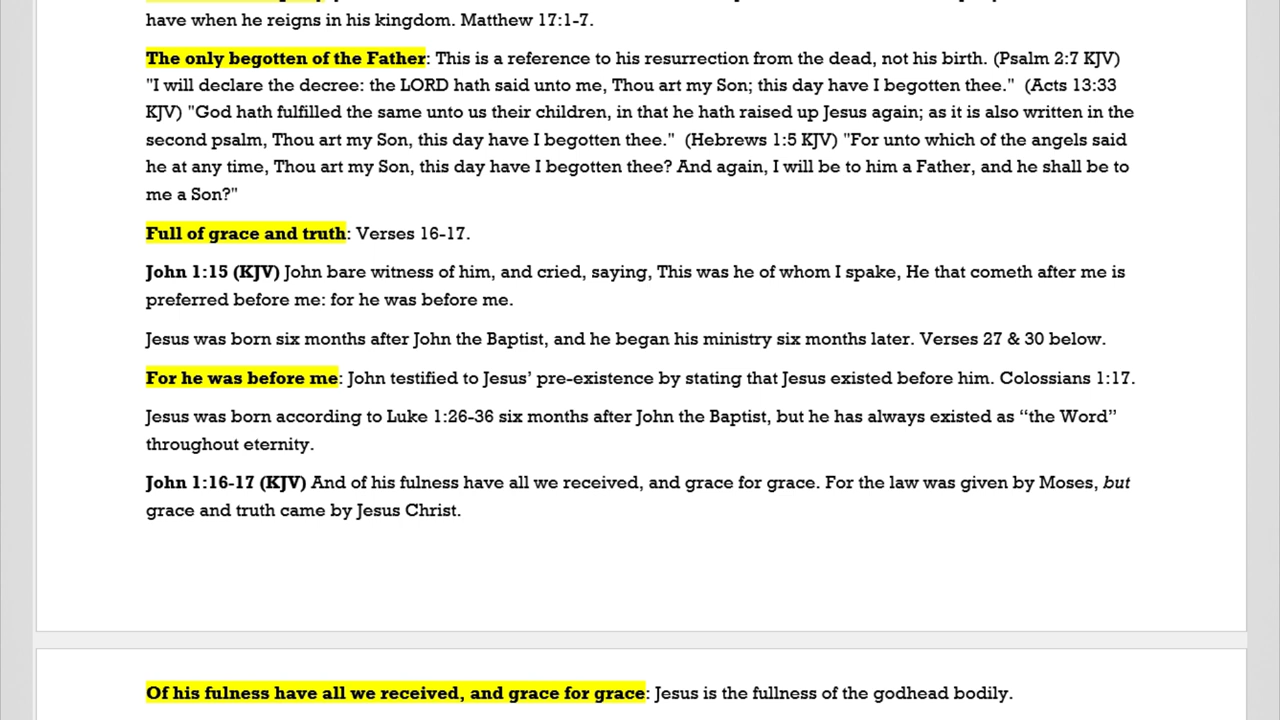 have when he reigns in his kingdom. Matthew 17:1-7.
The only begotten of the Father: This is a reference to his resurrection from the dead, not his birth. (Psalm 2:7 KJV)
"I will declare the decree: the LORD hath said unto me, Thou art my Son; this day have I begotten thee."  (Acts 13:33
KJV) "God hath fulfilled the same unto us their children, in that he hath raised up Jesus again; as it is also written in the
second psalm, Thou art my Son, this day have I begotten thee."  (Hebrews 1:5 KJV) "For unto which of the angels said
he at any time, Thou art my Son, this day have I begotten thee? And again, I will be to him a Father, and he shall be to
me a Son?"
Full of grace and truth: Verses 16-17.
John 1:15 (KJV) John bare witness of him, and cried, saying, This was he of whom I spake, He that cometh after me is
preferred before me: for he was before me.
Jesus was born six months after John the Baptist, and he began his ministry six months later. Verses 27 & 30 below.
For he was before me: John testified to Jesus’ pre-existence by stating that Jesus existed before him. Colossians 1:17.
Jesus was born according to Luke 1:26-36 six months after John the Baptist, but he has always existed as “the Word”
throughout eternity.
John 1:16-17 (KJV) And of his fulness have all we received, and grace for grace. For the law was given by Moses, but
grace and truth came by Jesus Christ.
Of his fulness have all we received, and grace for grace: Jesus is the fullness of the godhead bodily.